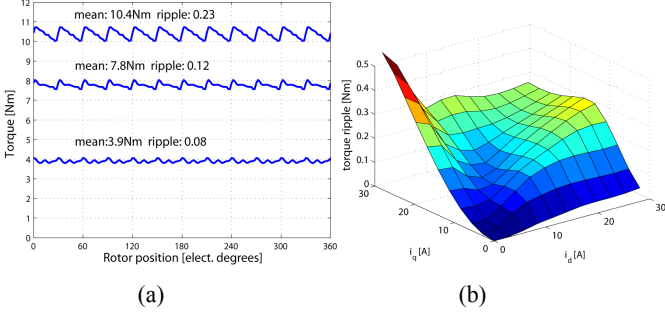 12
11
10
9
8
7
6
5
4
3
2
1
0
Torque [Nm]
mean: 10.4Nm ripple: 0.23
mean: 7.8Nm ripple: 0.12
mean:3.9Nm ripple: 0.08
0 60 120 180 240 300 360
Rotor position [elect. degrees]
(a)
torque ripple [Nm]
0.5
0.4
0.3
0.2
0.1
0
30
20
10
0
i_q [A]
0
10
20
30
i_d [A]
(b)